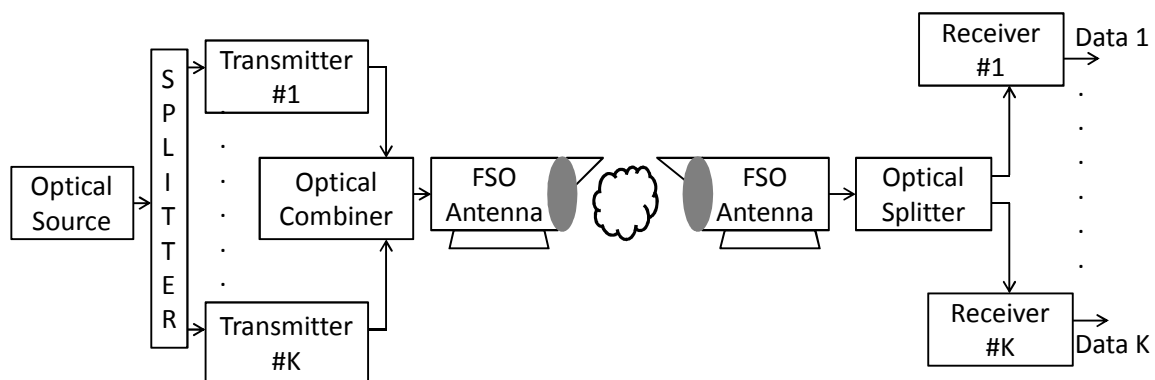 Optical
Source
S
P
L
I
T
T
E
R
Transmitter
#1
Transmitter
#K
Optical
Combiner
FSO
Antenna
FSO
Antenna
Optical
Splitter
Receiver
#1
Data 1
Receiver
#K
Data K